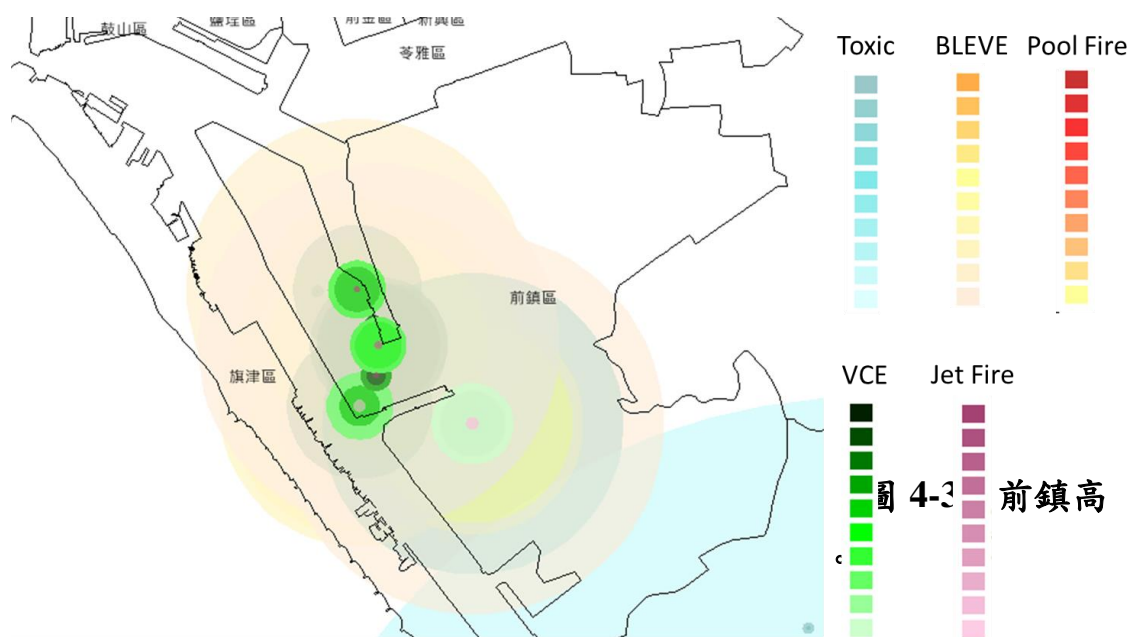 鼓山區
鹽埕區
前金區
新興區
苓雅區
前鎮區
旗津區
Toxic
BLEVE
Pool Fire
VCE
Jet Fire
圖 4-3 前鎮高